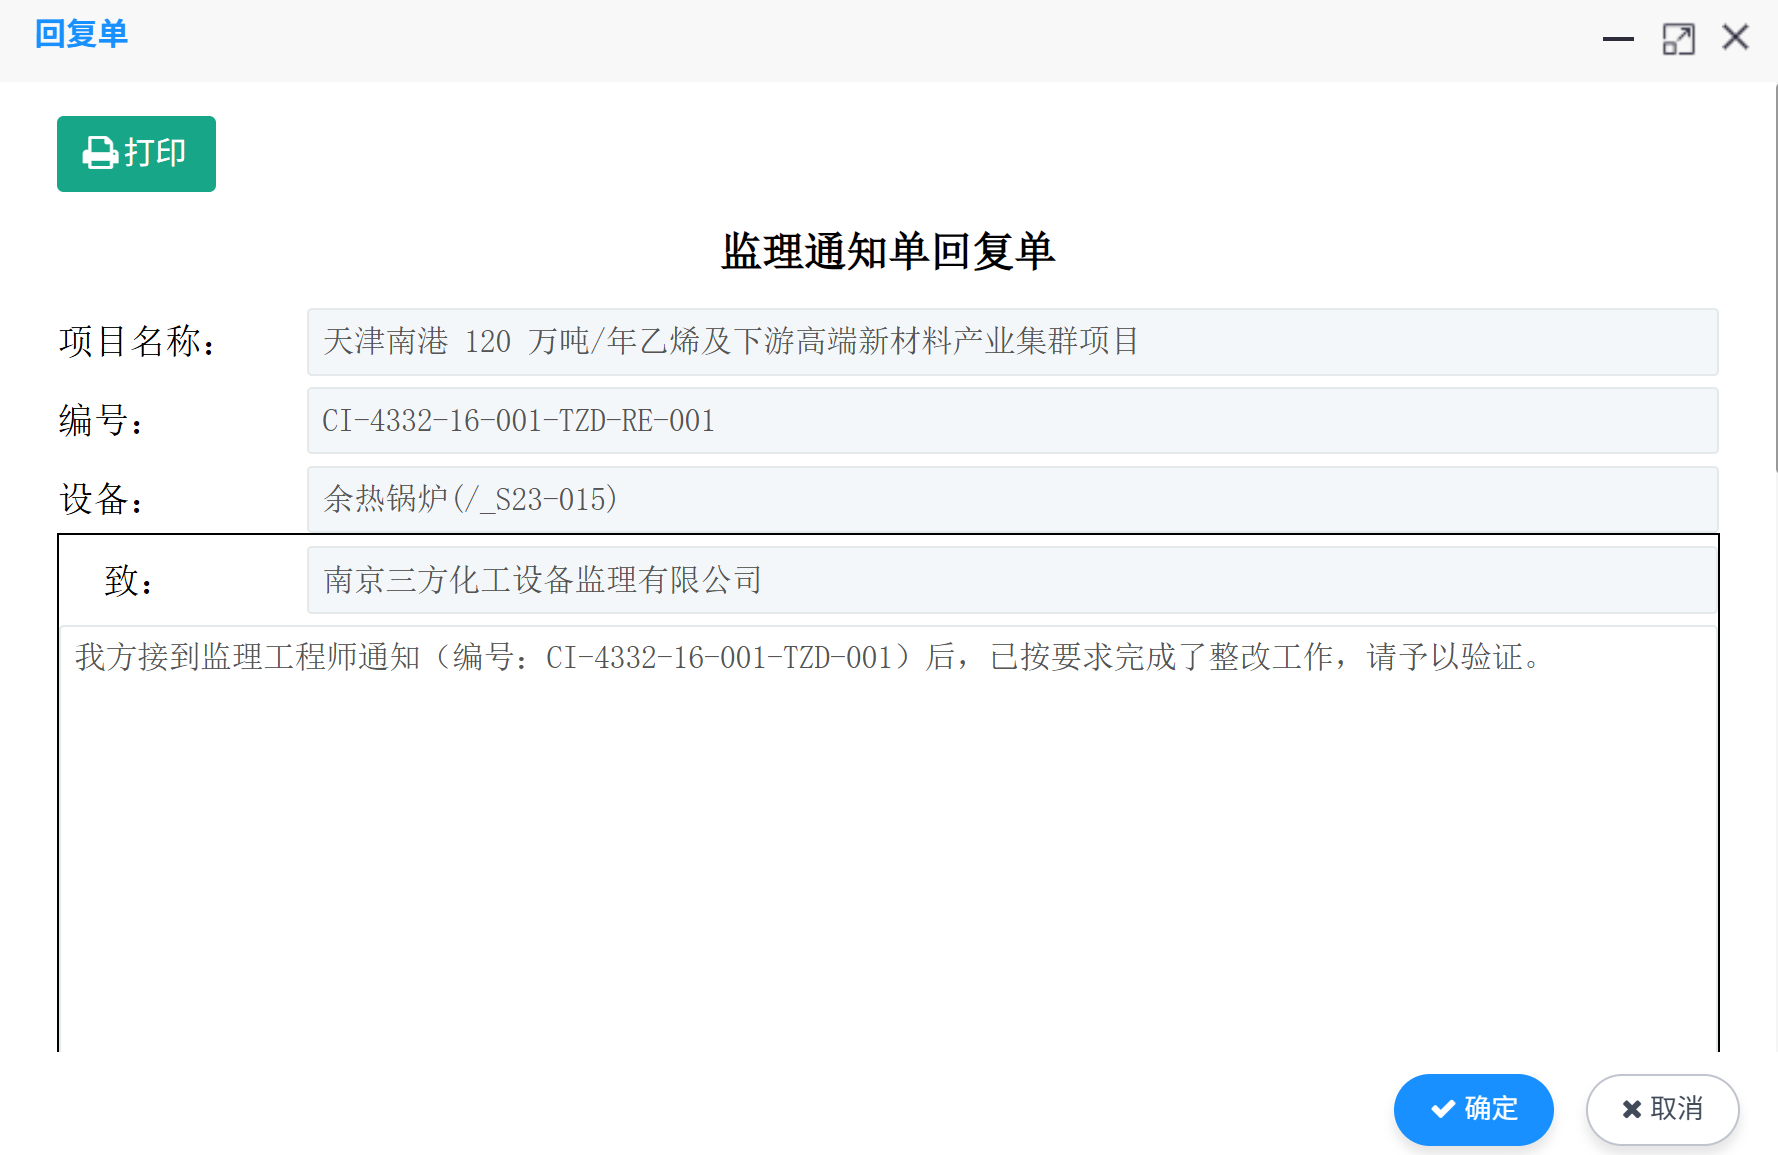 回复单
打印
监理通知单回复单
项目名称：
天津南港 120 万吨/年乙烯及下游高端新材料产业集群项目
编号：
CI-4332-16-001-TZD-RE-001
设备：
余热锅炉(/_S23-015)
致：
南京三方化工设备监理有限公司
我方接到监理工程师通知（编号：CI-4332-16-001-TZD-001）后，已按要求完成了整改工作，请予以验证。
确定
取消